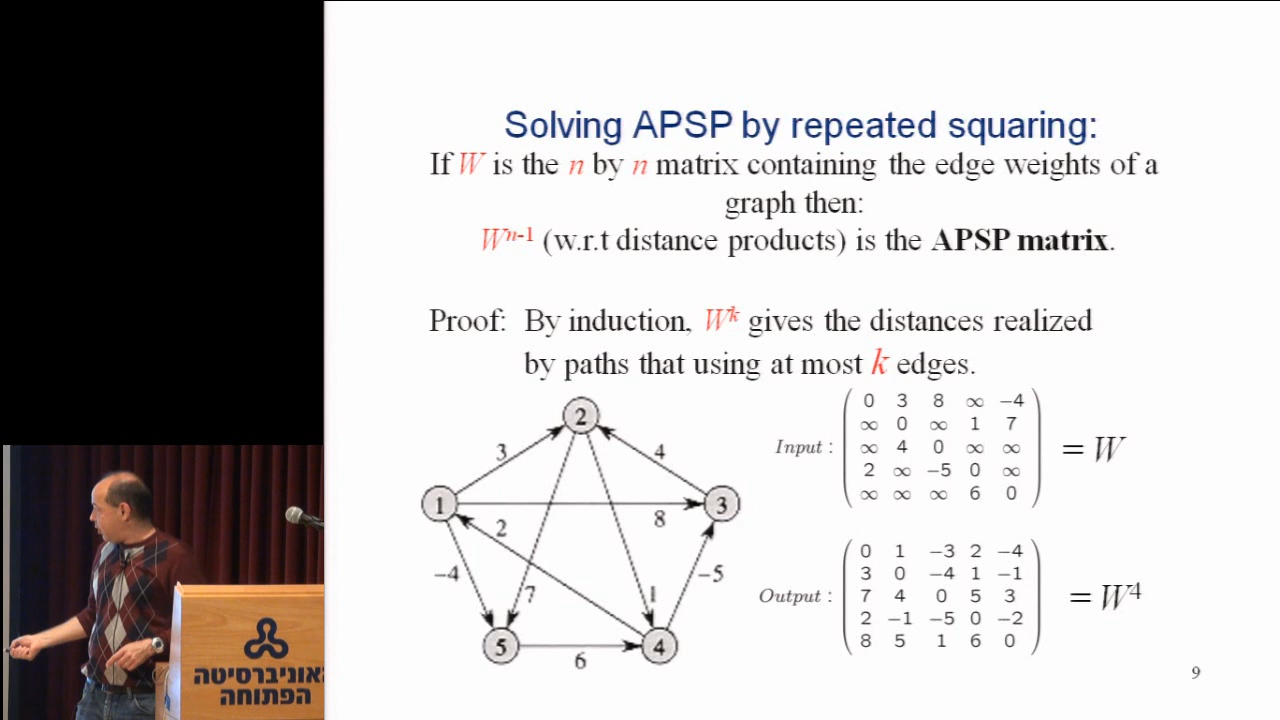 Solving APSP by repeated squaring:
If W is the n by n matrix containing the edge weights of a
graph then:
Wⁿ⁻¹ (w.r.t distance products) is the APSP matrix.
Proof: By induction, Wᵏ gives the distances realized
by paths that using at most k edges.
2
3
4
1
3
2
8
-4
7
1
-5
5
4
6
Input :
0 3 8 ∞ -4
∞ 0 ∞ 1 7
∞ 4 0 ∞ ∞
2 ∞ -5 0 ∞
∞ ∞ ∞ 6 0
= W
Output :
0 1 -3 2 -4
3 0 -4 1 -1
7 4 0 5 3
2 -1 -5 0 -2
8 5 1 6 0
= W⁴
9
האוניברסיטה
הפתוחה